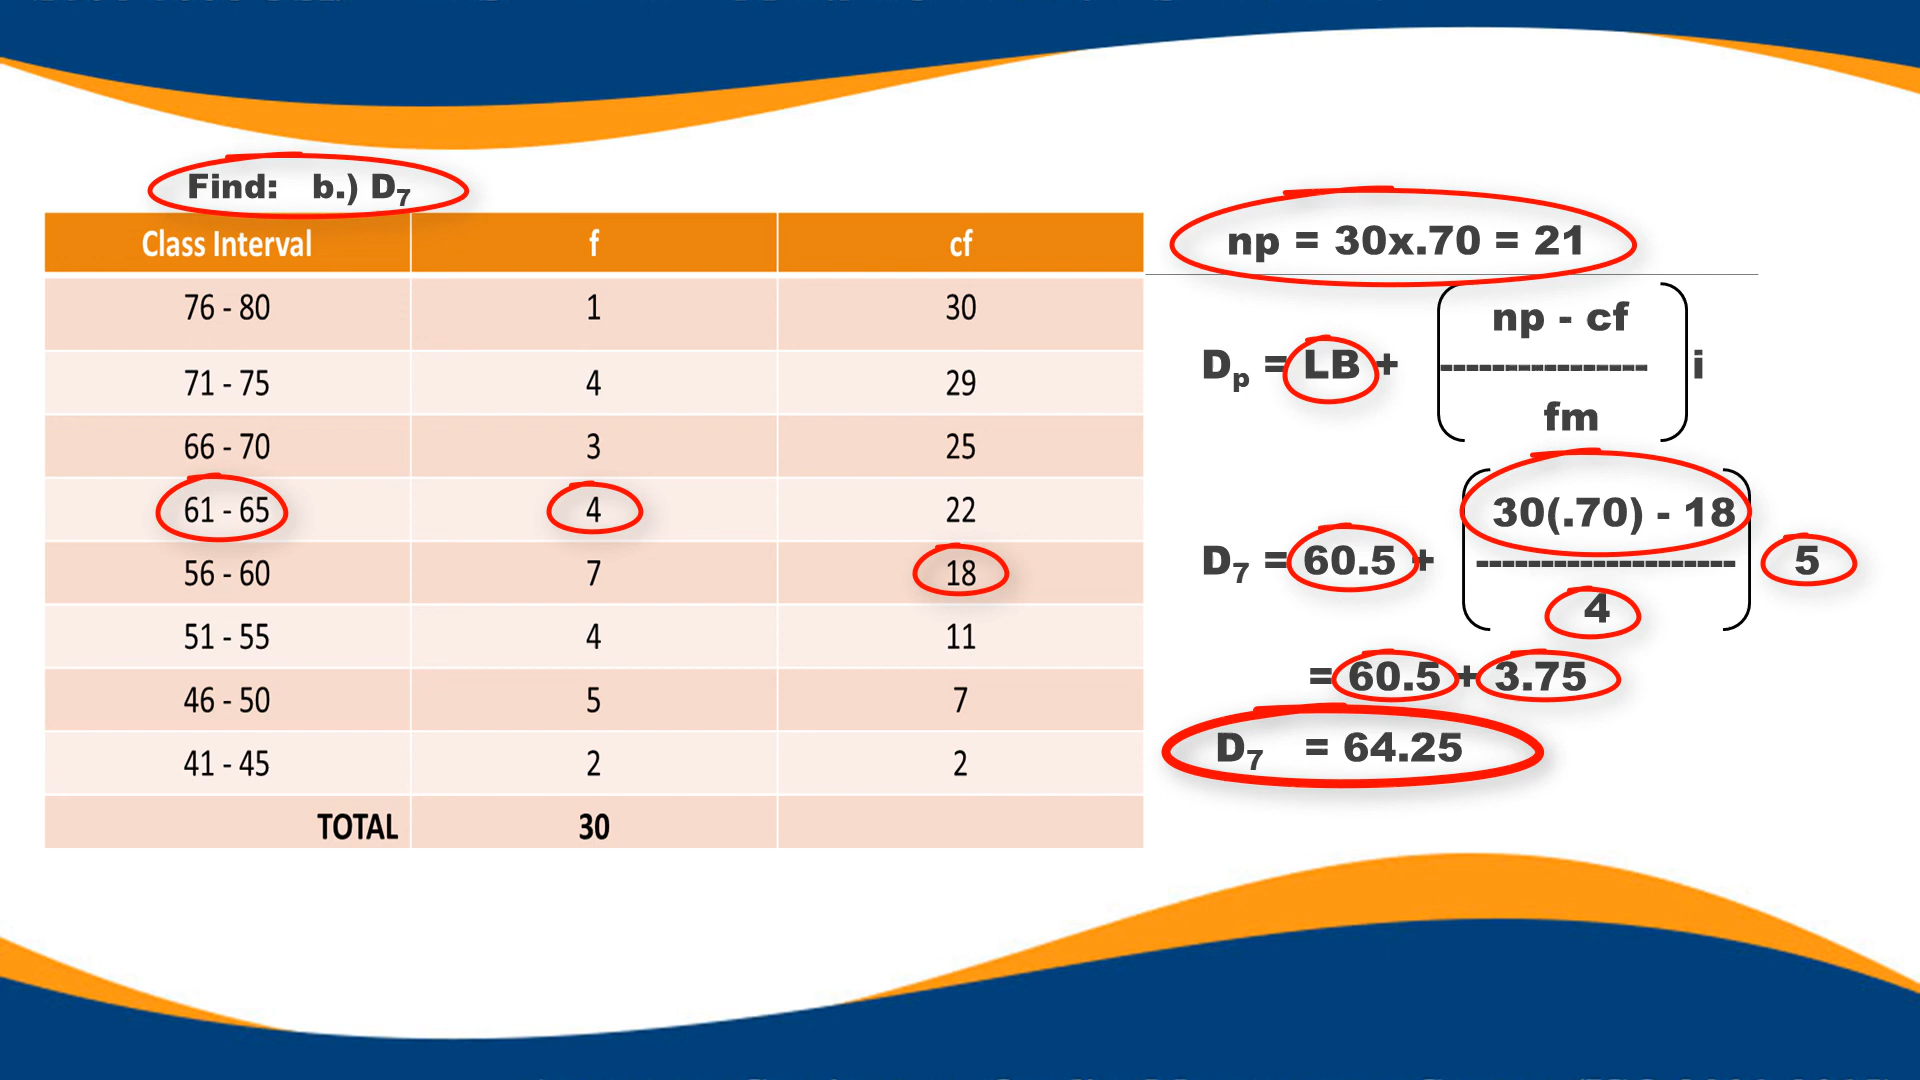 Find: b.) D7
Class Interval f cf
76 - 80 1 30
71 - 75 4 29
66 - 70 3 25
61 - 65 4 22
56 - 60 7 18
51 - 55 4 11
46 - 50 5 7
41 - 45 2 2
TOTAL 30
np = 30x.70 = 21
np - cf
Dp = LB + ---------------- i
fm
30(.70) - 18
D7 = 60.5 + -------------------- 5
4
= 60.5 + 3.75
D7 = 64.25